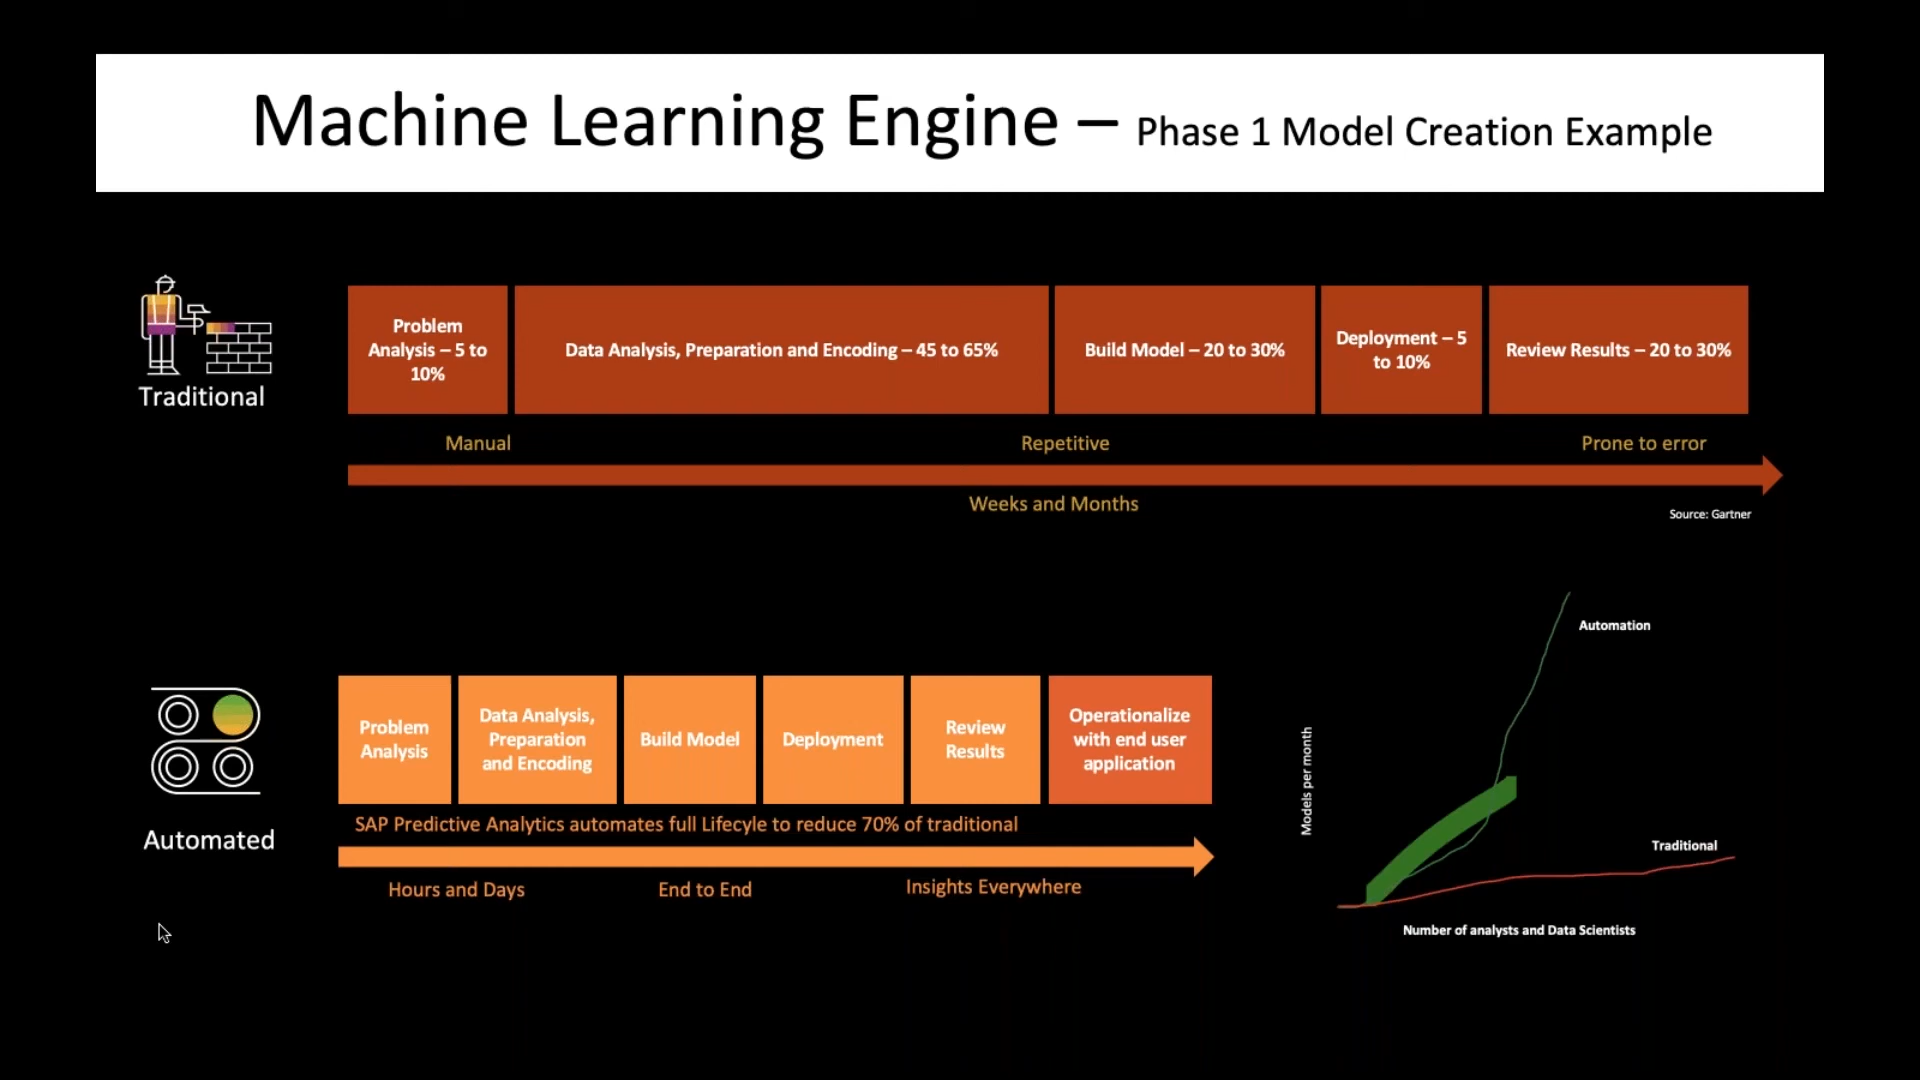 Machine Learning Engine – Phase 1 Model Creation Example
Traditional
Problem
Analysis – 5 to
10%
Data Analysis, Preparation and Encoding – 45 to 65%
Build Model – 20 to 30%
Deployment – 5
to 10%
Review Results – 20 to 30%
Manual
Repetitive
Prone to error
Weeks and Months
Source: Gartner
Automated
Problem
Analysis
Data Analysis,
Preparation
and Encoding
Build Model
Deployment
Review
Results
Operationalize
with end user
application
SAP Predictive Analytics automates full Lifecyle to reduce 70% of traditional
Hours and Days
End to End
Insights Everywhere
Automation
Models per month
Traditional
Number of analysts and Data Scientists